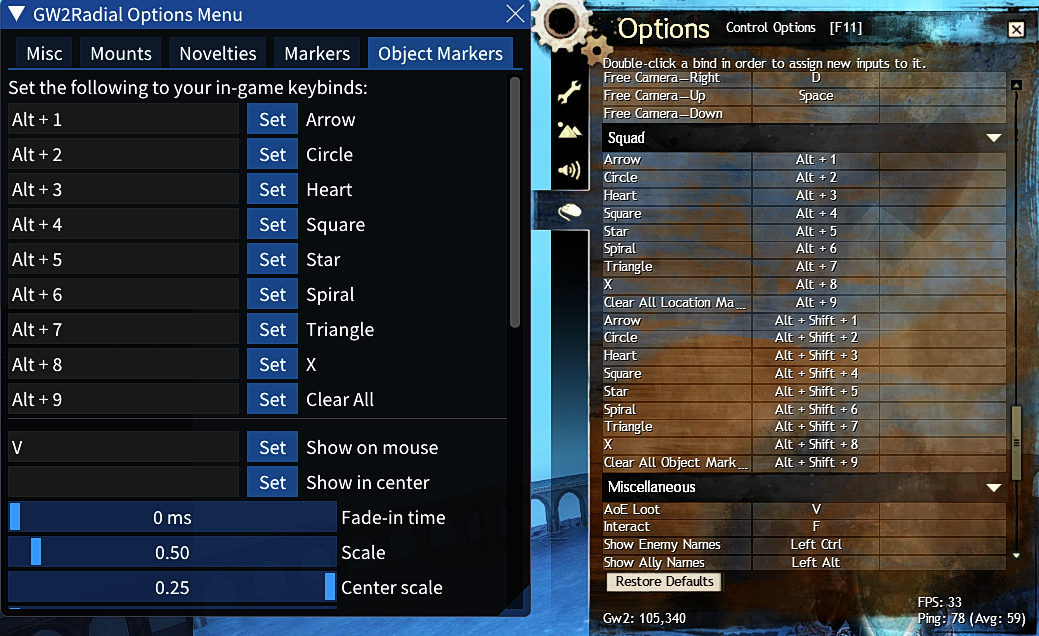 GW2Radial Options Menu
Misc Mounts Novelties Markers Object Markers
Set the following to your in-game keybinds:
Alt + 1 Set Arrow
Alt + 2 Set Circle
Alt + 3 Set Heart
Alt + 4 Set Square
Alt + 5 Set Star
Alt + 6 Set Spiral
Alt + 7 Set Triangle
Alt + 8 Set X
Alt + 9 Set Clear All
V Set Show on mouse
Set Show in center
0 ms Fade-in time
0.50 Scale
0.25 Center scale
Options Control Options [F11]
Double-click a bind in order to assign new inputs to it.
Free Camera—Right D
Free Camera—Up Space
Free Camera—Down
Squad
Arrow Alt + 1
Circle Alt + 2
Heart Alt + 3
Square Alt + 4
Star Alt + 5
Spiral Alt + 6
Triangle Alt + 7
X Alt + 8
Clear All Location Ma... Alt + 9
Arrow Alt + Shift + 1
Circle Alt + Shift + 2
Heart Alt + Shift + 3
Square Alt + Shift + 4
Star Alt + Shift + 5
Spiral Alt + Shift + 6
Triangle Alt + Shift + 7
X Alt + Shift + 8
Clear All Object Mark... Alt + Shift + 9
Miscellaneous
AoE Loot V
Interact F
Show Enemy Names Left Ctrl
Show Ally Names Left Alt
Restore Defaults
FPS: 33
Gw2: 105,340 Ping: 78 (Avg: 59)